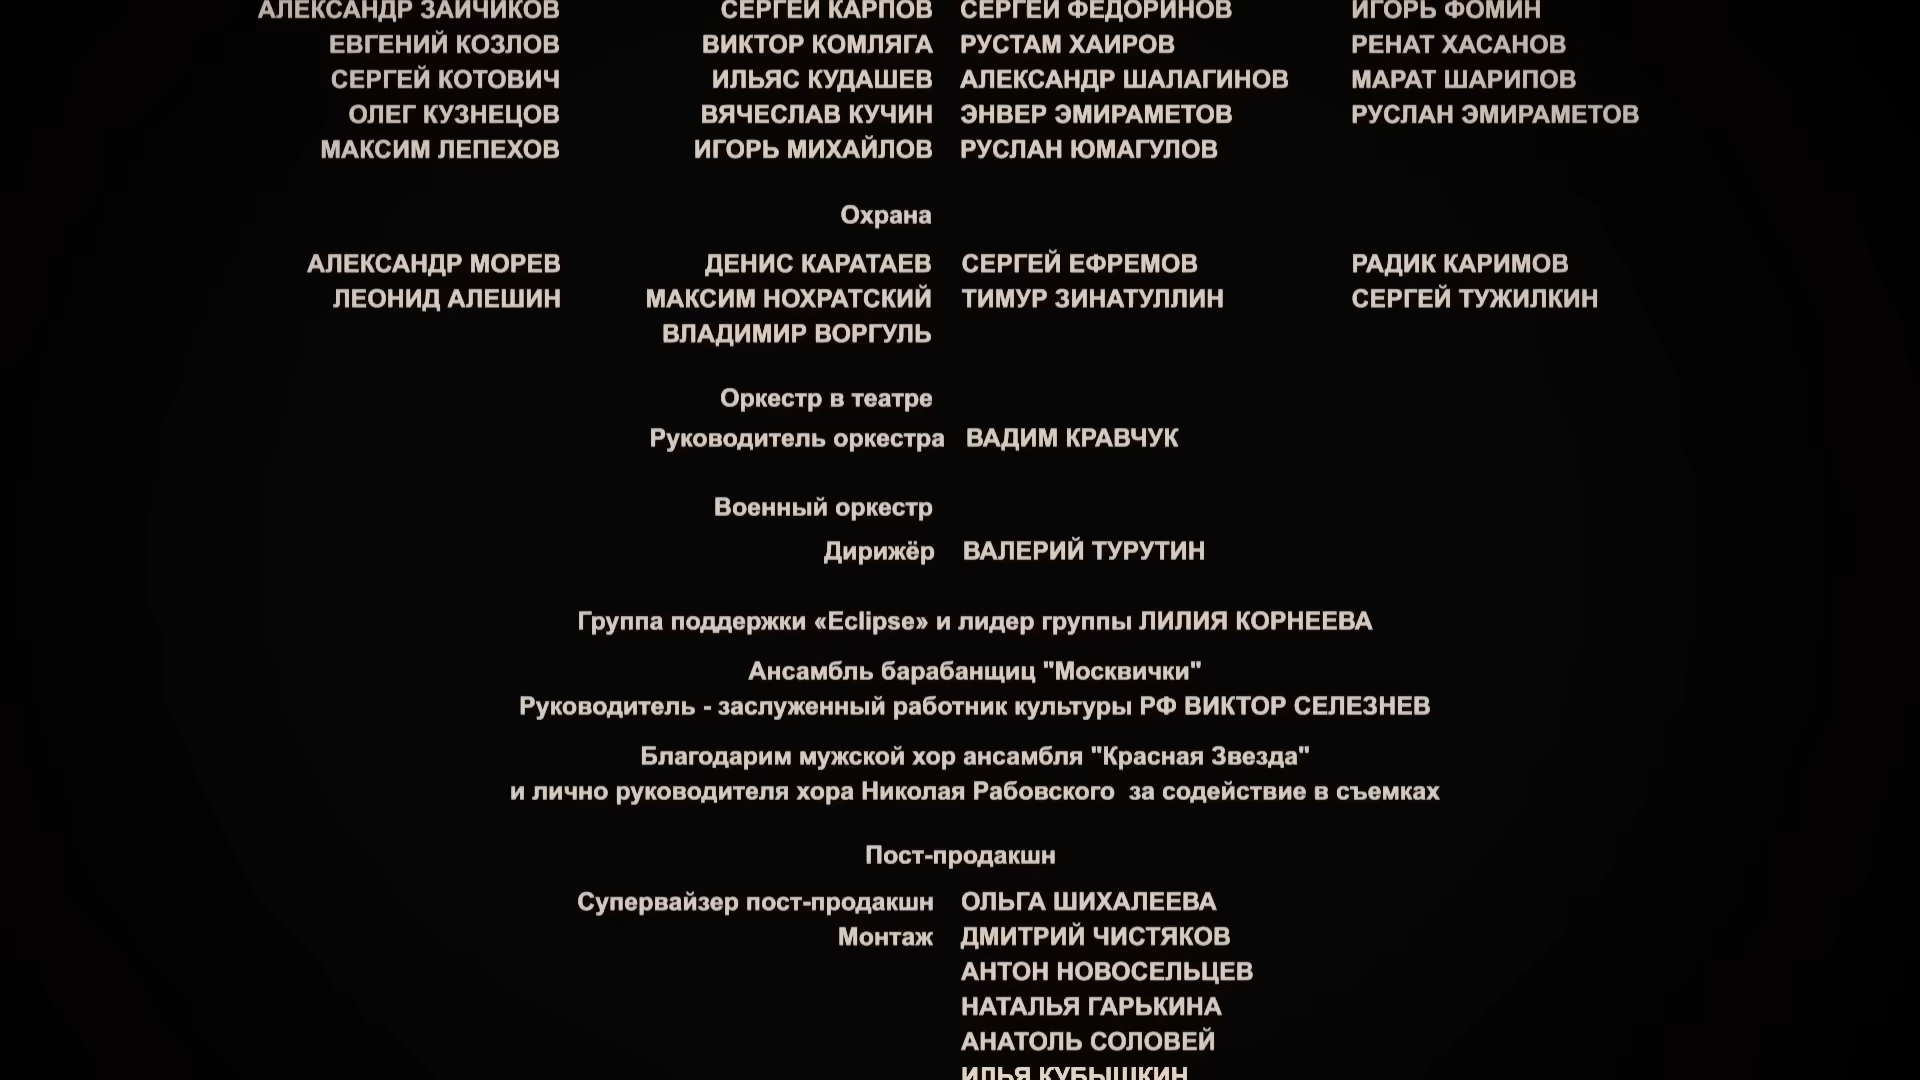 АЛЕКСАНДР ЗАЙЧИКОВ СЕРГЕЙ КАРПОВ СЕРГЕЙ ФЕДОРИНОВ ИГОРЬ ФОМИН
ЕВГЕНИЙ КОЗЛОВ ВИКТОР КОМЛЯГА РУСТАМ ХАИРОВ РЕНАТ ХАСАНОВ
СЕРГЕЙ КОТОВИЧ ИЛЬЯС КУДАШЕВ АЛЕКСАНДР ШАЛАГИНОВ МАРАТ ШАРИПОВ
ОЛЕГ КУЗНЕЦОВ ВЯЧЕСЛАВ КУЧИН ЭНВЕР ЭМИРАМЕТОВ РУСЛАН ЭМИРАМЕТОВ
МАКСИМ ЛЕПЕХОВ ИГОРЬ МИХАЙЛОВ РУСЛАН ЮМАГУЛОВ
Охрана
АЛЕКСАНДР МОРЕВ ДЕНИС КАРАТАЕВ СЕРГЕЙ ЕФРЕМОВ РАДИК КАРИМОВ
ЛЕОНИД АЛЕШИН МАКСИМ НОХРАТСКИЙ ТИМУР ЗИНАТУЛЛИН СЕРГЕЙ ТУЖИЛКИН
ВЛАДИМИР ВОРГУЛЬ
Оркестр в театре
Руководитель оркестра ВАДИМ КРАВЧУК
Военный оркестр
Дирижёр ВАЛЕРИЙ ТУРУТИН
Группа поддержки «Eclipse» и лидер группы ЛИЛИЯ КОРНЕЕВА
Ансамбль барабанщиц "Москвички"
Руководитель - заслуженный работник культуры РФ ВИКТОР СЕЛЕЗНЕВ
Благодарим мужской хор ансамбля "Красная Звезда"
и лично руководителя хора Николая Рабовского за содействие в съемках
Пост-продакшн
Супервайзер пост-продакшн ОЛЬГА ШИХАЛЕЕВА
Монтаж ДМИТРИЙ ЧИСТЯКОВ
АНТОН НОВОСЕЛЬЦЕВ
НАТАЛЬЯ ГАРЬКИНА
АНАТОЛЬ СОЛОВЕЙ
ИЛЬЯ КУБЫШКИН